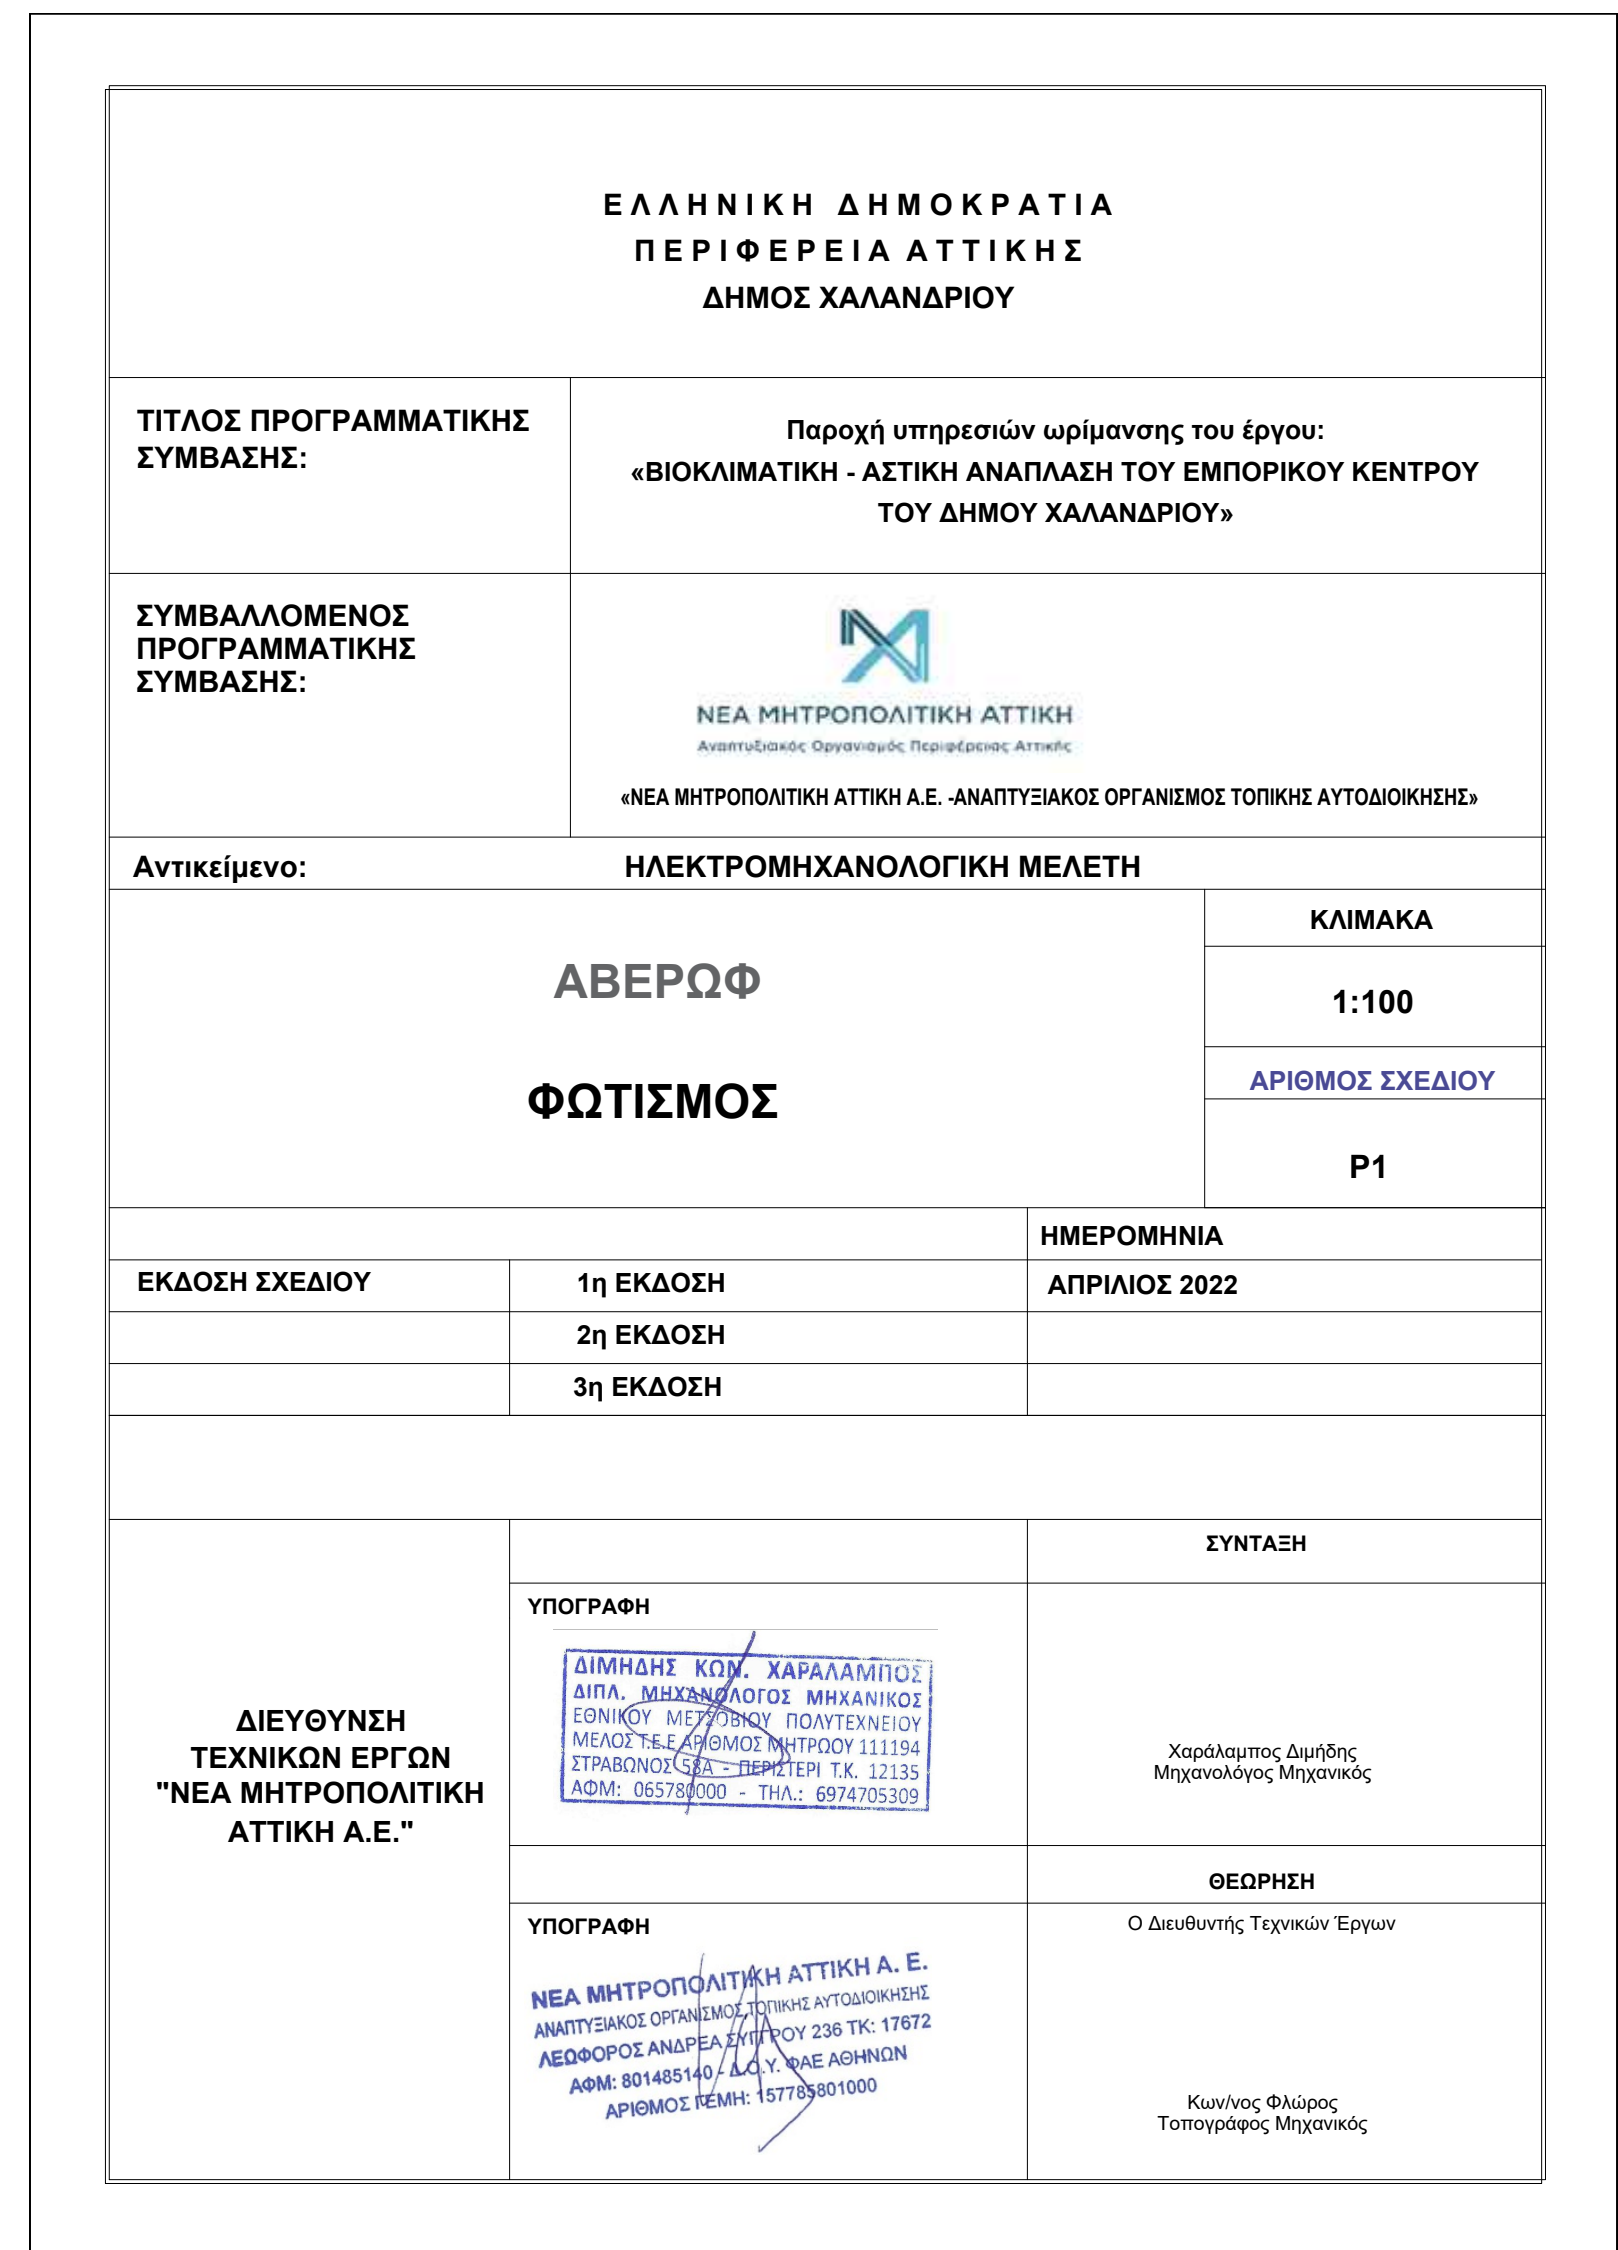 ΕΛΛΗΝΙΚΗ ΔΗΜΟΚΡΑΤΙΑ
ΠΕΡΙΦΕΡΕΙΑ ΑΤΤΙΚΗΣ
ΔΗΜΟΣ ΧΑΛΑΝΔΡΙΟΥ
ΤΙΤΛΟΣ ΠΡΟΓΡΑΜΜΑΤΙΚΗΣ
ΣΥΜΒΑΣΗΣ:
Παροχή υπηρεσιών ωρίμανσης του έργου:
«ΒΙΟΚΛΙΜΑΤΙΚΗ - ΑΣΤΙΚΗ ΑΝΑΠΛΑΣΗ ΤΟΥ ΕΜΠΟΡΙΚΟΥ ΚΕΝΤΡΟΥ
ΤΟΥ ΔΗΜΟΥ ΧΑΛΑΝΔΡΙΟΥ»
ΣΥΜΒΑΛΛΟΜΕΝΟΣ
ΠΡΟΓΡΑΜΜΑΤΙΚΗΣ
ΣΥΜΒΑΣΗΣ:
ΝΕΑ ΜΗΤΡΟΠΟΛΙΤΙΚΗ ΑΤΤΙΚΗ
Αναπτυξιακός Οργανισμός Περιφέρειας Αττικής
«ΝΕΑ ΜΗΤΡΟΠΟΛΙΤΙΚΗ ΑΤΤΙΚΗ Α.Ε. -ΑΝΑΠΤΥΞΙΑΚΟΣ ΟΡΓΑΝΙΣΜΟΣ ΤΟΠΙΚΗΣ ΑΥΤΟΔΙΟΙΚΗΣΗΣ»
Αντικείμενο:
ΗΛΕΚΤΡΟΜΗΧΑΝΟΛΟΓΙΚΗ ΜΕΛΕΤΗ
ΑΒΕΡΩΦ
ΦΩΤΙΣΜΟΣ
ΚΛΙΜΑΚΑ
1:100
ΑΡΙΘΜΟΣ ΣΧΕΔΙΟΥ
P1
ΗΜΕΡΟΜΗΝΙΑ
ΕΚΔΟΣΗ ΣΧΕΔΙΟΥ
1η ΕΚΔΟΣΗ
ΑΠΡΙΛΙΟΣ 2022
2η ΕΚΔΟΣΗ
3η ΕΚΔΟΣΗ
ΔΙΕΥΘΥΝΣΗ
ΤΕΧΝΙΚΩΝ ΕΡΓΩΝ
"ΝΕΑ ΜΗΤΡΟΠΟΛΙΤΙΚΗ
ΑΤΤΙΚΗ Α.Ε."
ΣΥΝΤΑΞΗ
ΥΠΟΓΡΑΦΗ
ΔΙΜΗΔΗΣ ΚΩΝ. ΧΑΡΑΛΑΜΠΟΣ
ΔΙΠΛ. ΜΗΧΑΝΟΛΟΓΟΣ ΜΗΧΑΝΙΚΟΣ
ΕΘΝΙΚΟΥ ΜΕΤΣΟΒΙΟΥ ΠΟΛΥΤΕΧΝΕΙΟΥ
ΜΕΛΟΣ Τ.Ε.Ε ΑΡΙΘΜΟΣ ΜΗΤΡΩΟΥ 111194
ΣΤΡΑΒΩΝΟΣ 58Α - ΠΕΡΙΣΤΕΡΙ Τ.Κ. 12135
ΑΦΜ: 065780000 - ΤΗΛ.: 6974705309
Χαράλαμπος Διμήδης
Μηχανολόγος Μηχανικός
ΘΕΩΡΗΣΗ
ΥΠΟΓΡΑΦΗ
Ο Διευθυντής Τεχνικών Έργων
ΝΕΑ ΜΗΤΡΟΠΟΛΙΤΙΚΗ ΑΤΤΙΚΗ Α. Ε.
ΑΝΑΠΤΥΞΙΑΚΟΣ ΟΡΓΑΝΙΣΜΟΣ ΤΟΠΙΚΗΣ ΑΥΤΟΔΙΟΙΚΗΣΗΣ
ΛΕΩΦΟΡΟΣ ΑΝΔΡΕΑ ΣΥΓΓΡΟΥ 236 ΤΚ: 17672
ΑΦΜ: 801485140 - Δ.Ο.Υ. ΦΑΕ ΑΘΗΝΩΝ
ΑΡΙΘΜΟΣ ΓΕΜΗ: 157785801000
Κων/νος Φλώρος
Τοπογράφος Μηχανικός